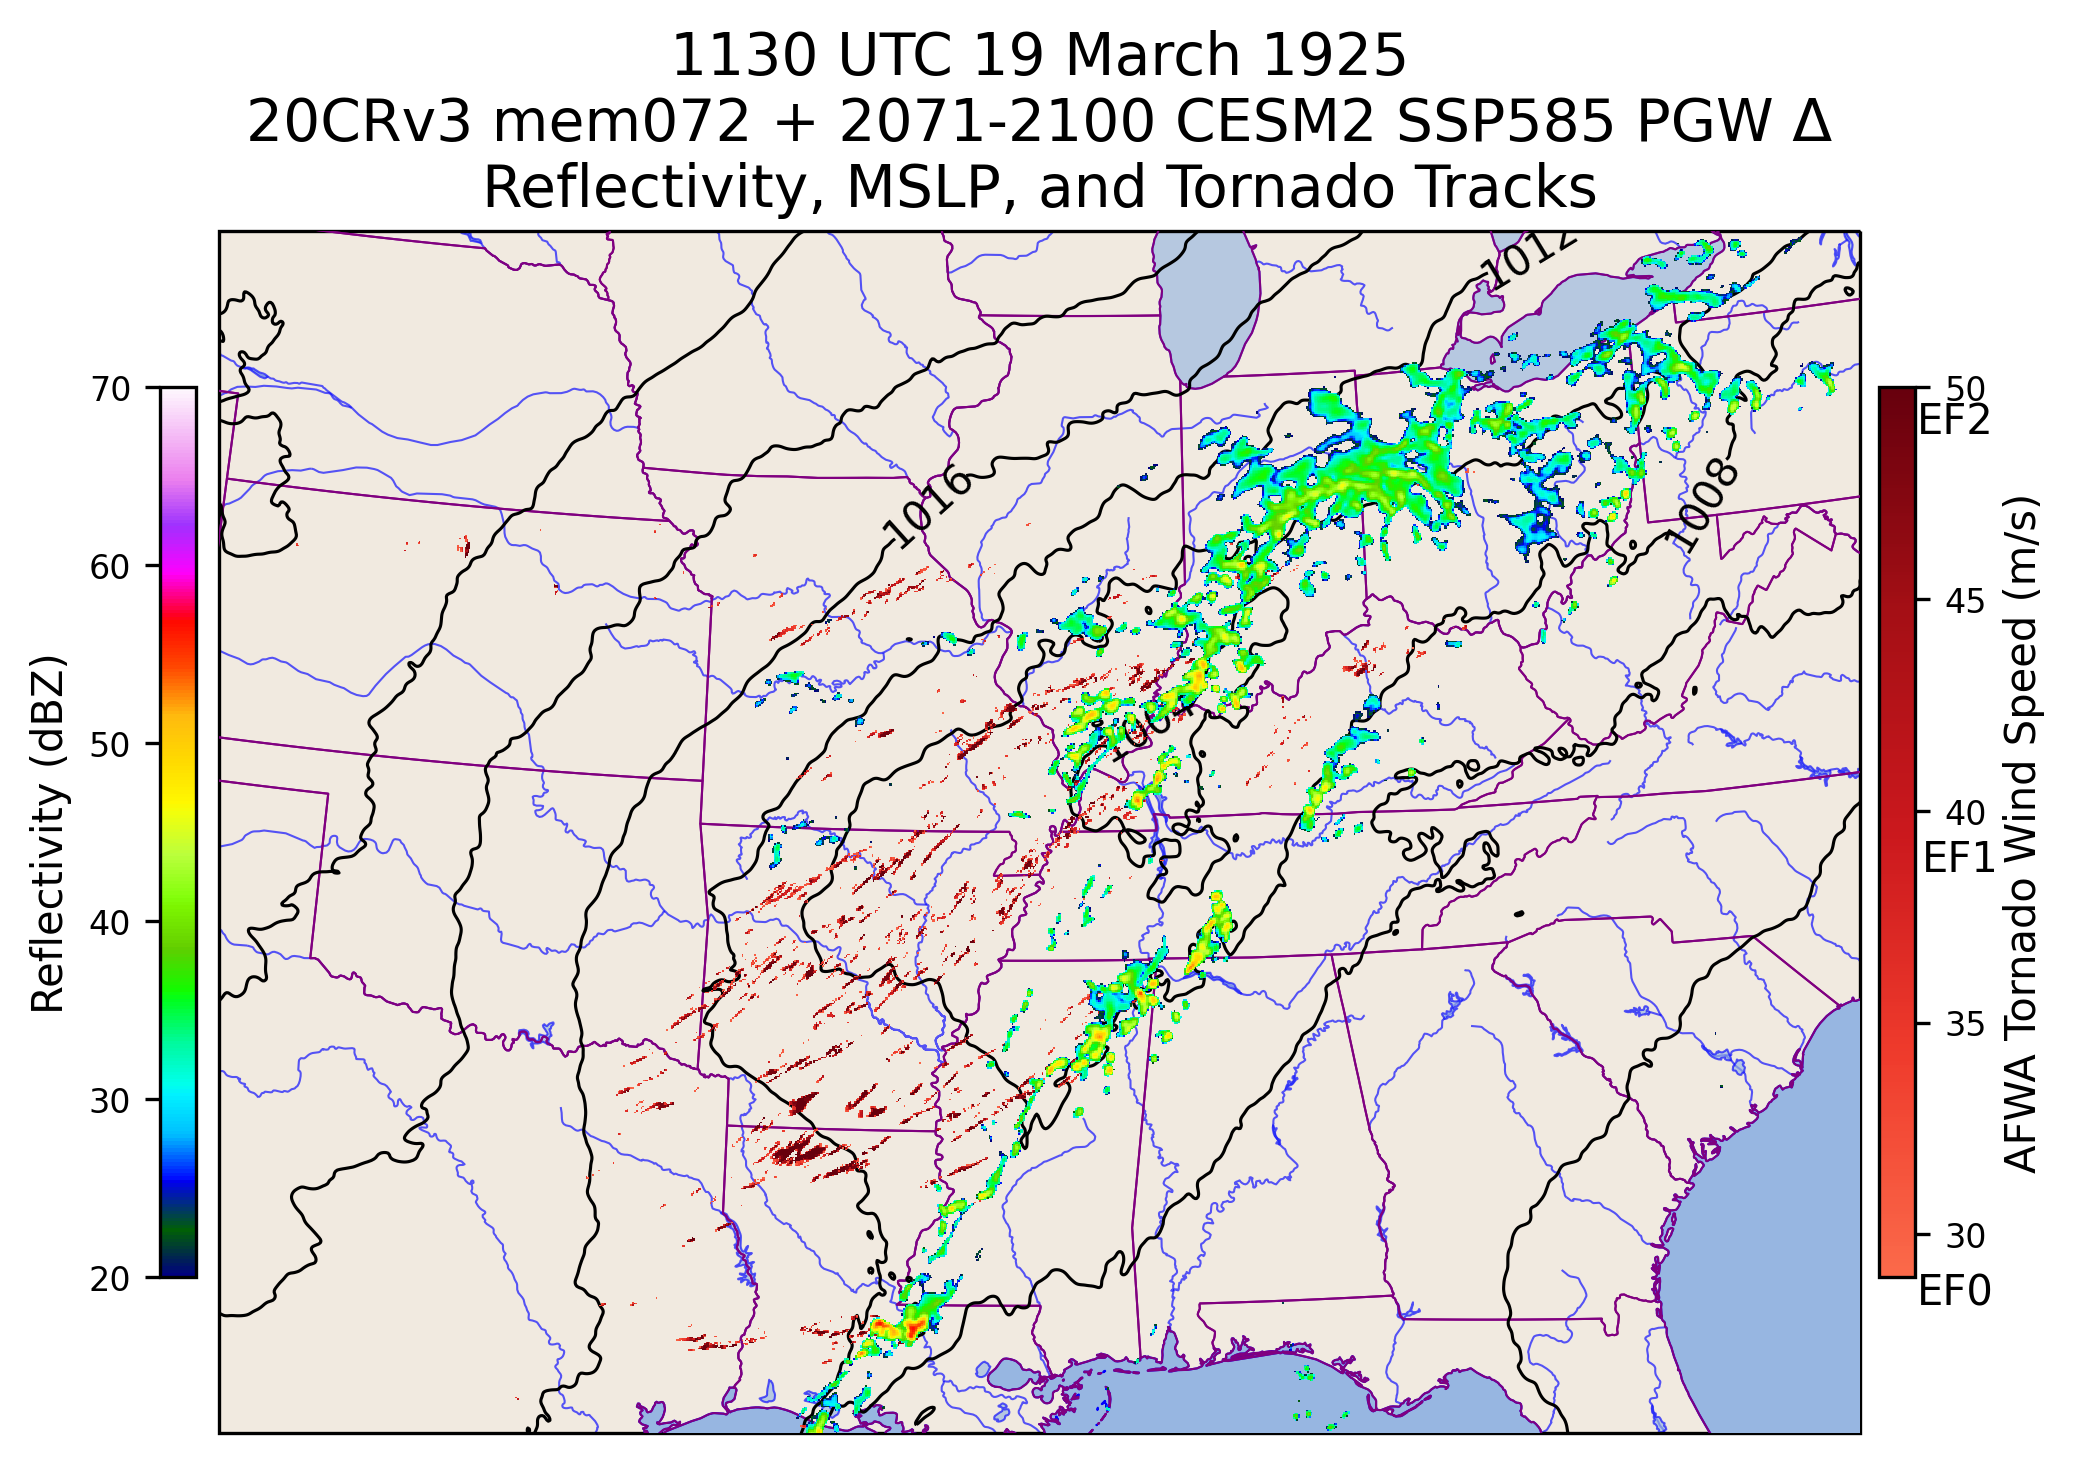 1130 UTC 19 March 1925
20CRv3 mem072 + 2071-2100 CESM2 SSP585 PGW Δ
Reflectivity, MSLP, and Tornado Tracks
70
60
50
40
30
20
Reflectivity (dBZ)
1012
1016
1008
50
EF2
45
40
EF1
35
30
EF0
AFWA Tornado Wind Speed (m/s)